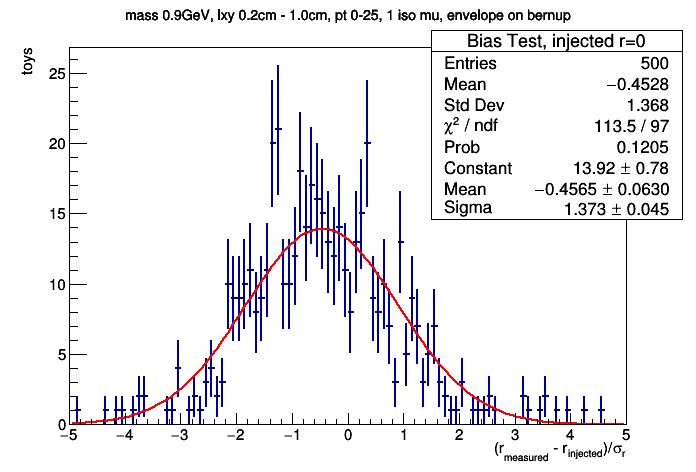 mass 0.9GeV, lxy 0.2cm - 1.0cm, pt 0-25, 1 iso mu, envelope on bernup
Bias Test, injected r=0
Entries 500
Mean −0.4528
Std Dev 1.368
χ² / ndf 113.5 / 97
Prob 0.1205
Constant 13.92 ± 0.78
Mean −0.4565 ± 0.0630
Sigma 1.373 ± 0.045
toys
25
20
15
10
5
0
−5 −4 −3 −2 −1 0 1 2 3 4 5
(r_measured - r_injected)/σ_r